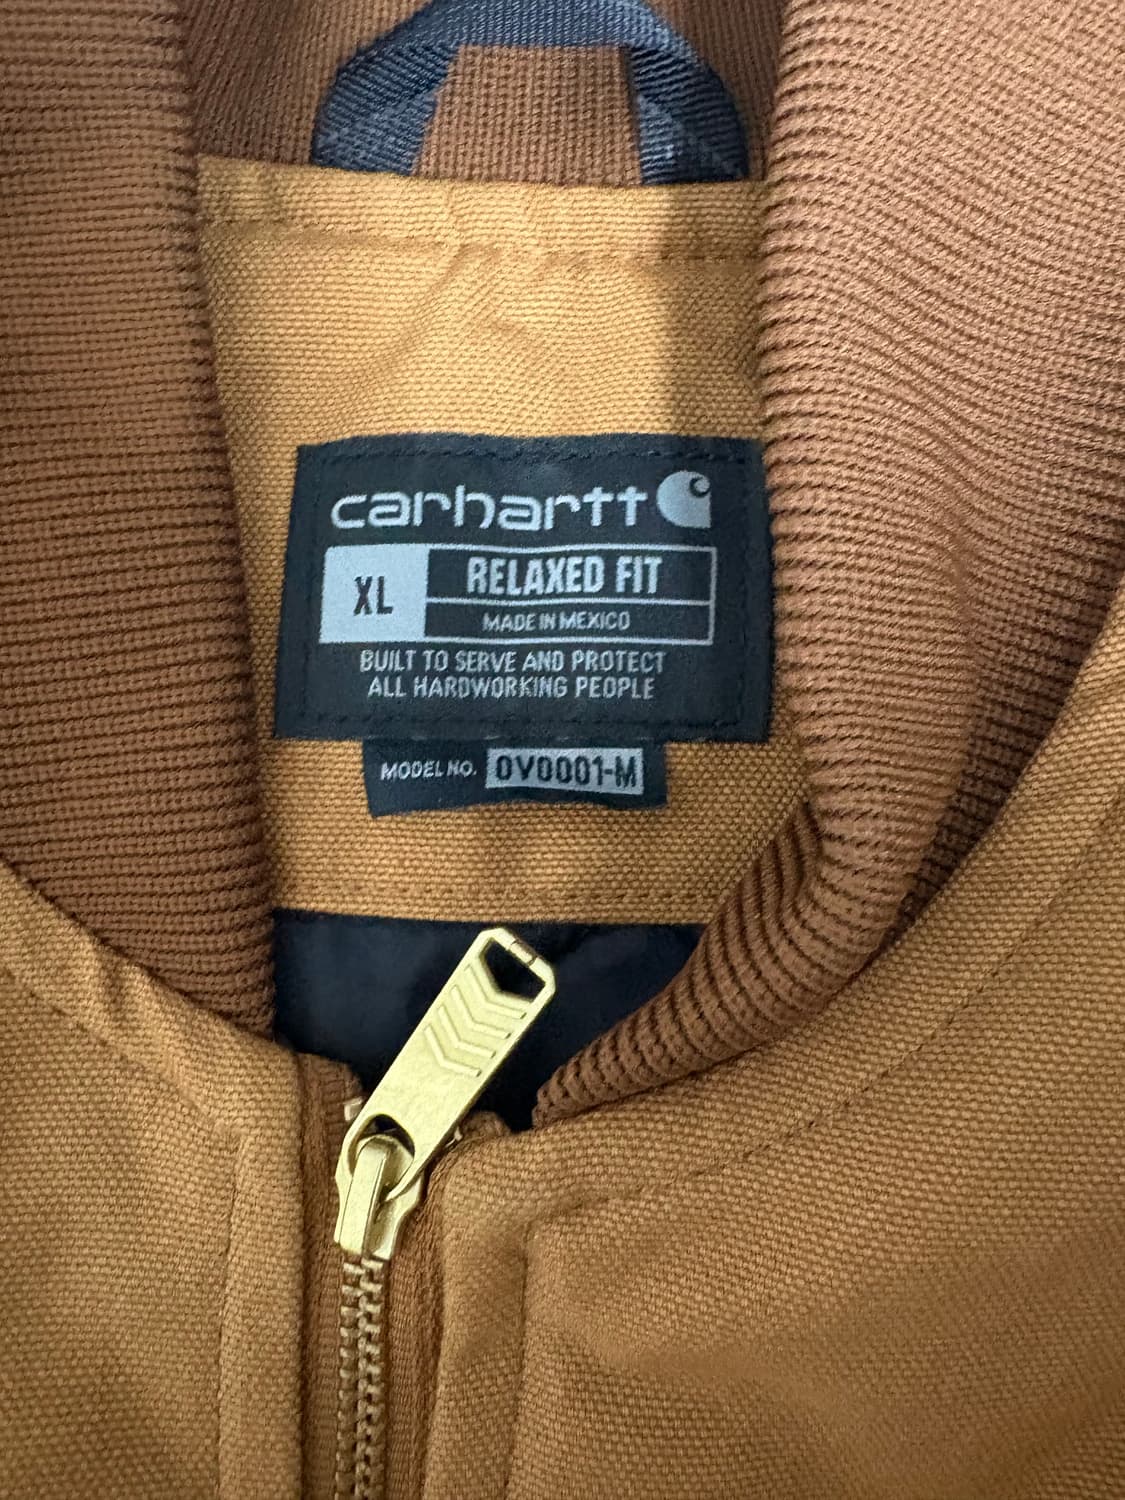 carhartt
XL
RELAXED FIT
MADE IN MEXICO
BUILT TO SERVE AND PROTECT
ALL HARDWORKING PEOPLE
MODEL NO. OV0001-M